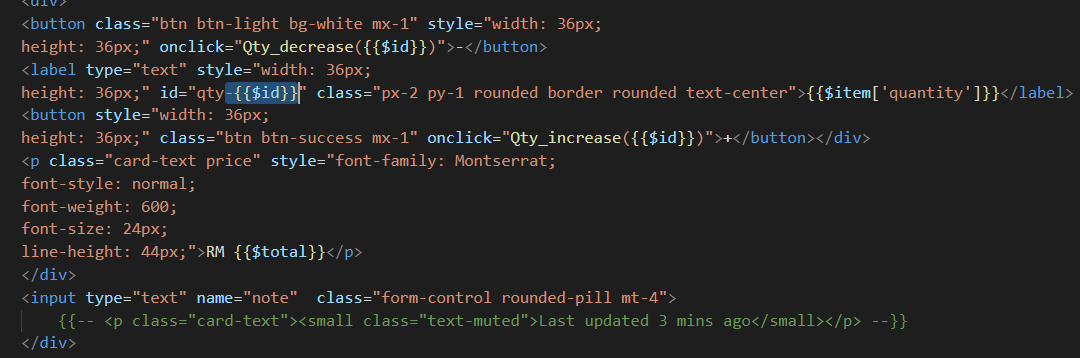 <div>
<button class="btn btn-light bg-white mx-1" style="width: 36px;
height: 36px;" onclick="Qty_decrease({{$id}})">-</button>
<label type="text" style="width: 36px;
height: 36px;" id="qty-{{$id}}" class="px-2 py-1 rounded border rounded text-center">{{$item['quantity']}}</label>
<button style="width: 36px;
height: 36px;" class="btn btn-success mx-1" onclick="Qty_increase({{$id}})">+</button></div>
<p class="card-text price" style="font-family: Montserrat;
font-style: normal;
font-weight: 600;
font-size: 24px;
line-height: 44px;">RM {{$total}}</p>
</div>
<input type="text" name="note"  class="form-control rounded-pill mt-4">
{{-- <p class="card-text"><small class="text-muted">Last updated 3 mins ago</small></p> --}}
</div>